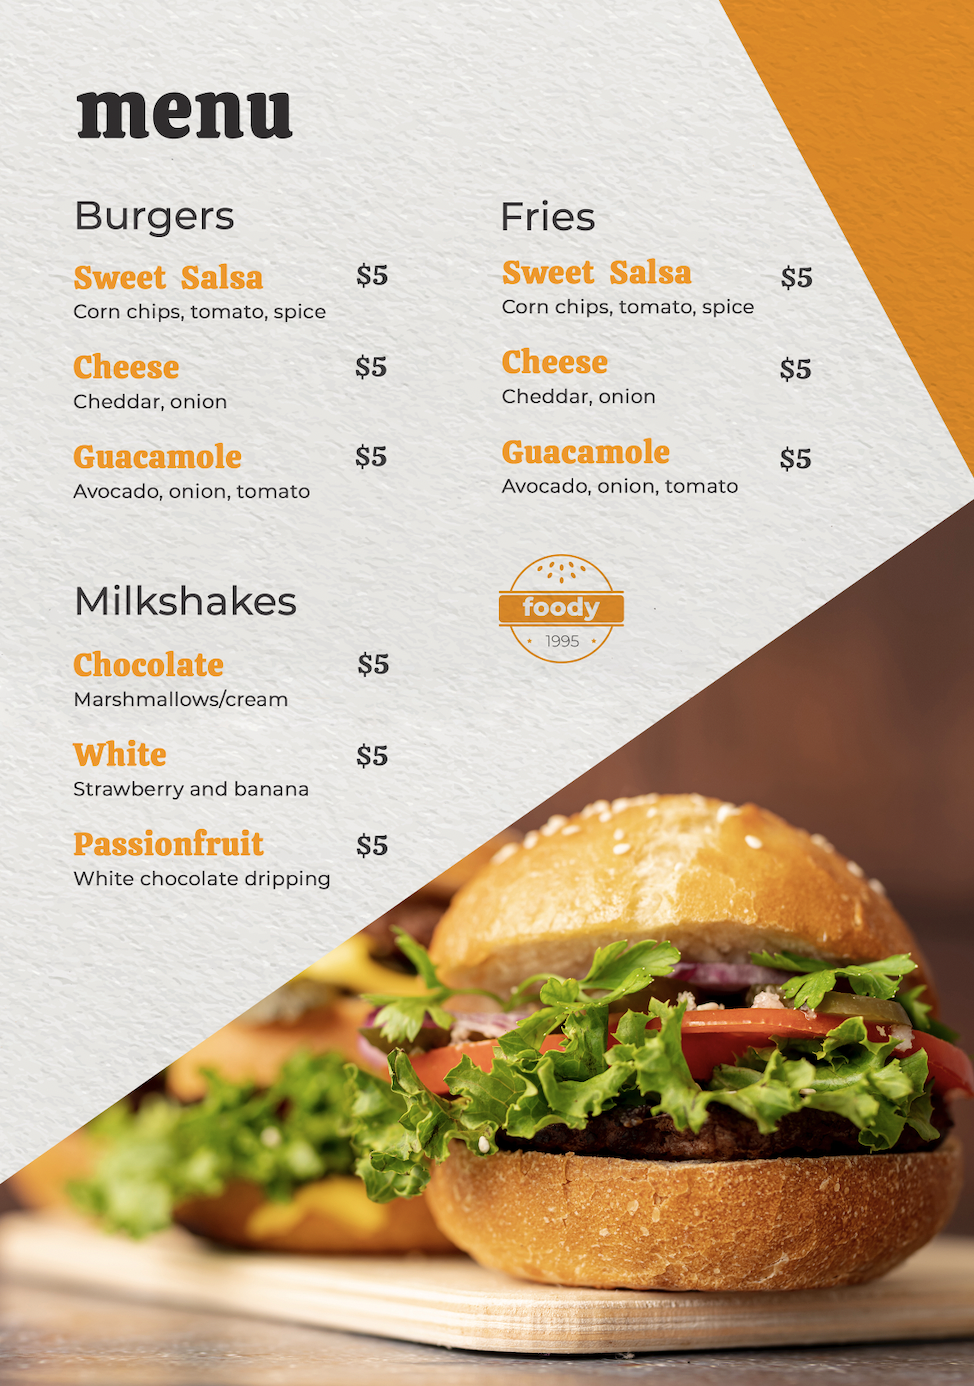 menu
Burgers
Sweet Salsa $5
Corn chips, tomato, spice
Cheese $5
Cheddar, onion
Guacamole $5
Avocado, onion, tomato
Fries
Sweet Salsa $5
Corn chips, tomato, spice
Cheese $5
Cheddar, onion
Guacamole $5
Avocado, onion, tomato
Milkshakes
Chocolate $5
Marshmallows/cream
White $5
Strawberry and banana
Passionfruit $5
White chocolate dripping
foody
1995